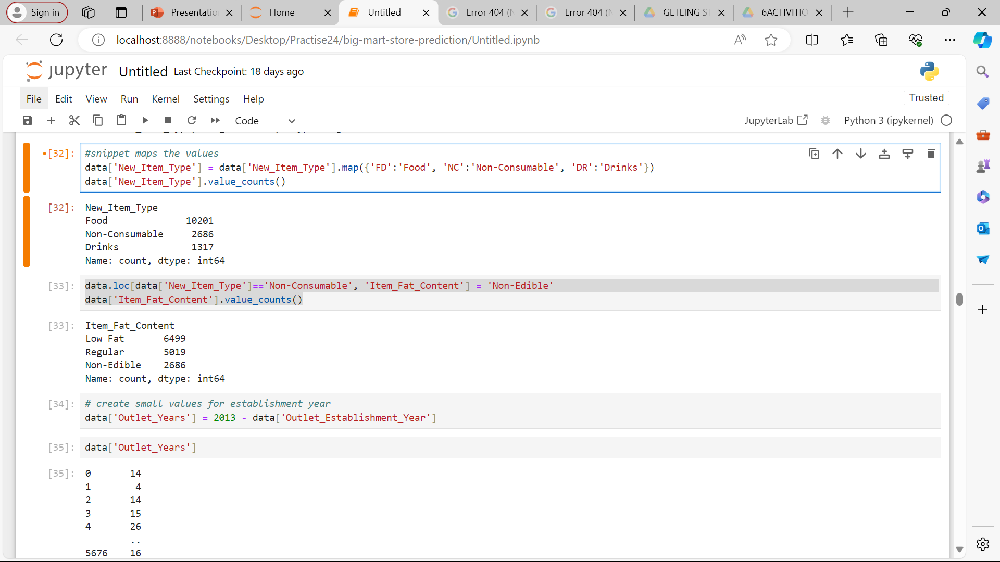 Sign in
Presentatio
Home
Untitled
Error 404 (N
Error 404 (N
GETEING ST
6ACTIVITIO
localhost:8888/notebooks/Desktop/Practise24/big-mart-store-prediction/Untitled.ipynb
jupyter Untitled Last Checkpoint: 18 days ago
File Edit View Run Kernel Settings Help
Trusted
Code
JupyterLab
Python 3 (ipykernel)
•[32]: #snippet maps the values
data['New_Item_Type'] = data['New_Item_Type'].map({'FD':'Food', 'NC':'Non-Consumable', 'DR':'Drinks'})
data['New_Item_Type'].value_counts()
[32]: New_Item_Type
Food 10201
Non-Consumable 2686
Drinks 1317
Name: count, dtype: int64
[33]: data.loc[data['New_Item_Type']=='Non-Consumable', 'Item_Fat_Content'] = 'Non-Edible'
data['Item_Fat_Content'].value_counts()
[33]: Item_Fat_Content
Low Fat 6499
Regular 5019
Non-Edible 2686
Name: count, dtype: int64
[34]: # create small values for establishment year
data['Outlet_Years'] = 2013 - data['Outlet_Establishment_Year']
[35]: data['Outlet_Years']
[35]: 0 14
1 4
2 14
3 15
4 26
..
5676 16